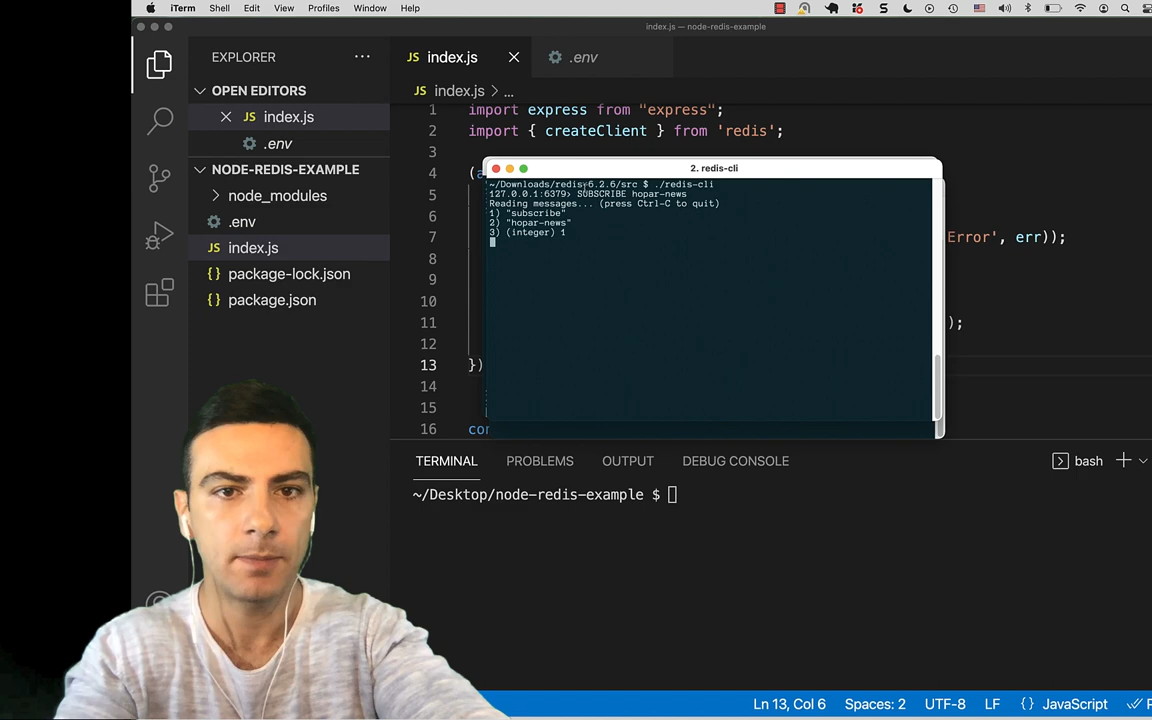 iTerm Shell Edit View Profiles Window Help
index.js — node-redis-example
EXPLORER
OPEN EDITORS
index.js
.env
NODE-REDIS-EXAMPLE
node_modules
.env
JS index.js
{ } package-lock.json
{ } package.json
JS index.js
.env
JS index.js > ...
1 import express from "express";
2 import { createClient } from 'redis';
3
4 (a
5
6
7 Error', err));
8
9
10
11 );
12
13 })
14
15
16 con
2. redis-cli
~/Downloads/redis-6.2.6/src $ ./redis-cli
127.0.0.1:6379> SUBSCRIBE hopar-news
Reading messages... (press Ctrl-C to quit)
1) "subscribe"
2) "hopar-news"
3) (integer) 1
TERMINAL PROBLEMS OUTPUT DEBUG CONSOLE
bash
~/Desktop/node-redis-example $
Ln 13, Col 6 Spaces: 2 UTF-8 LF { } JavaScript P